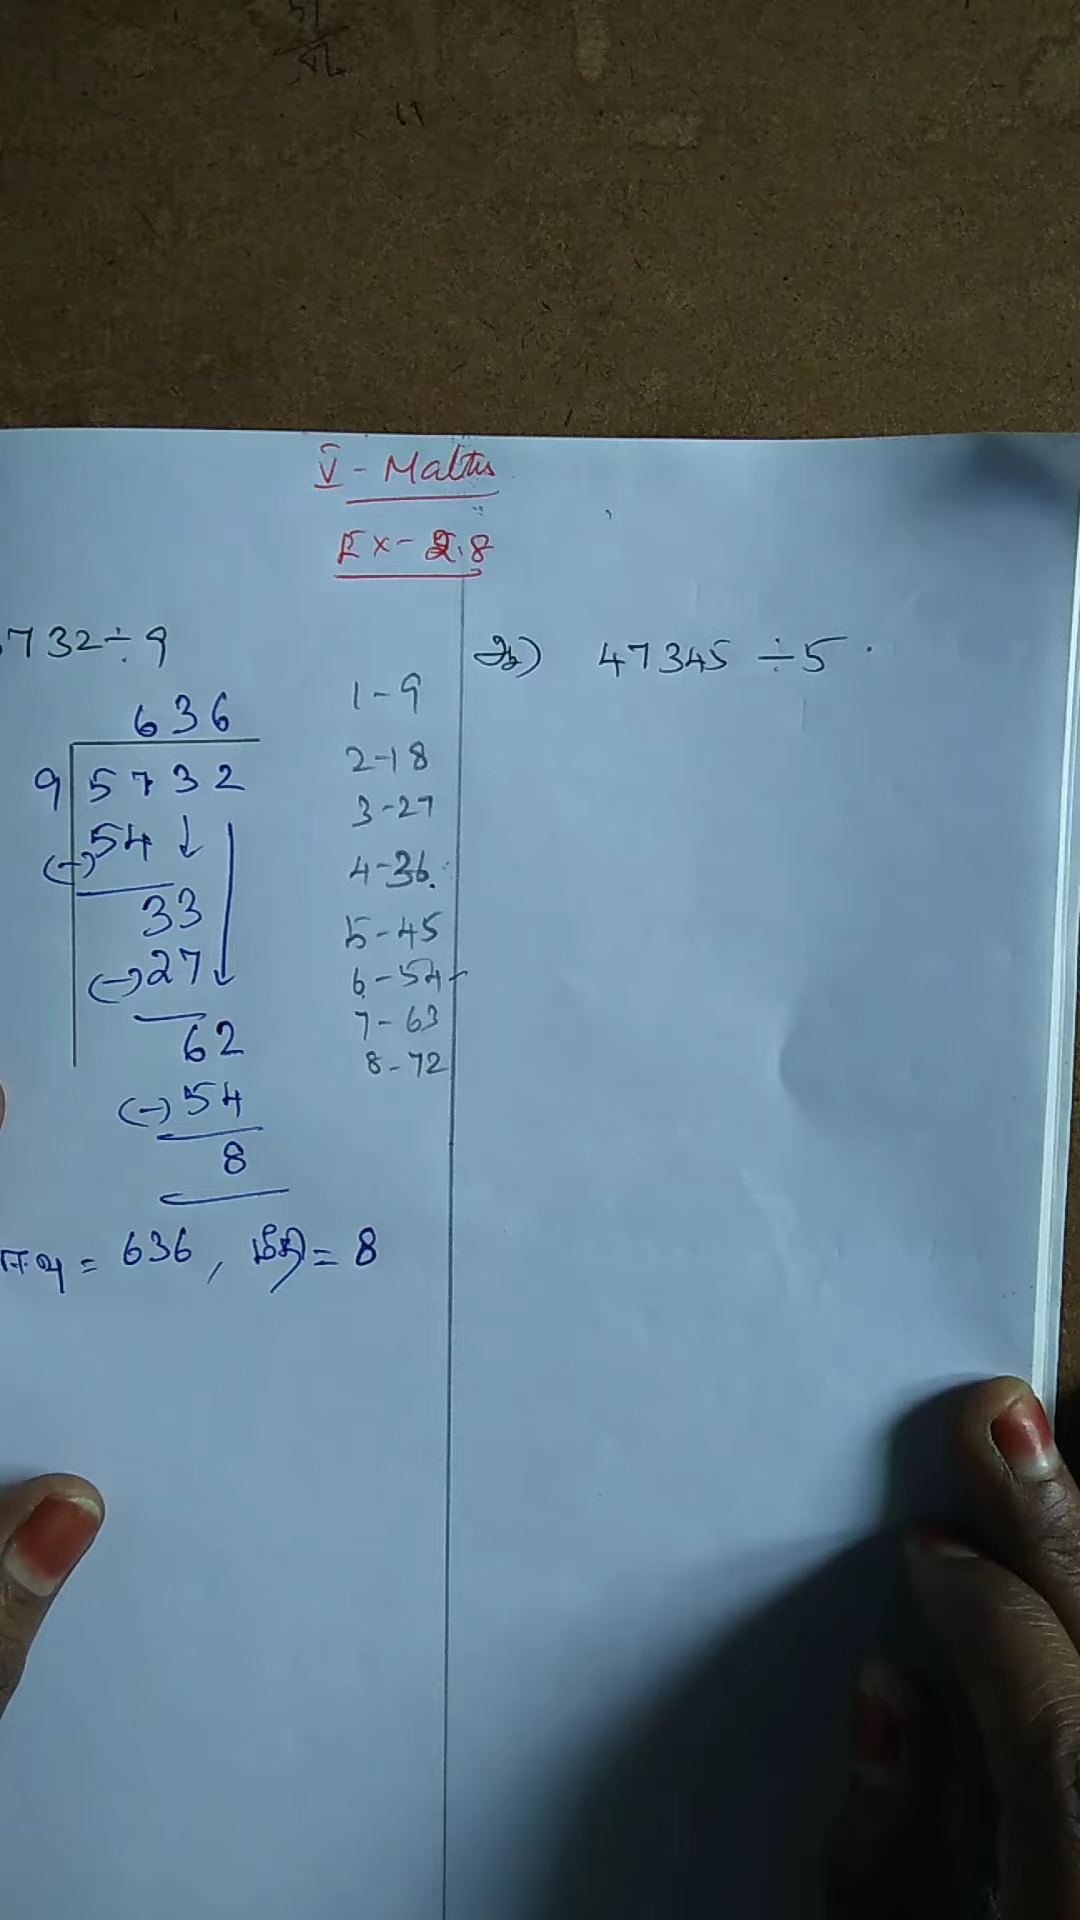 V - Maths
Ex - 2.8
732 ÷ 9
636
9 5732
(-) 54
33
(-) 27
62
(-) 54
8
ஈவு = 636, மீதி = 8
1 - 9
2 - 18
3 - 27
4 - 36.
5 - 45
6 - 54
7 - 63
8 - 72
ஆ) 47345 ÷ 5